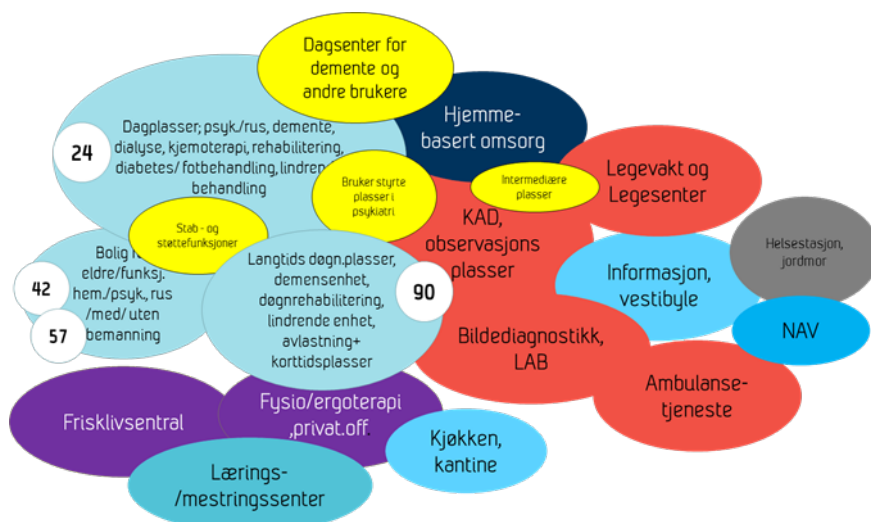 Dagsenter for
demente og
andre brukere
Hjemme-
basert omsorg
24
Dagplasser; psyk./rus, demente,
dialyse, kjemoterapi, rehabilitering,
diabetes/ fotbehandling,
behandling
Bruker styrte
plasser i
psykiatri
Intermediære
plasser
Legevakt og
Legesenter
Stab - og
støttefunksjoner
KAD,
observasjons
plasser
Helsestasjon,
jordmor
Bolig
eldre/funksj.
hem./psyk., rus
/med/ uten
bemanning
42
57
Langtids døgn.plasser,
demensenhet,
døgnrehabilitering,
lindrende enhet,
avlastning+
korttidsplasser
90
Informasjon,
vestibyle
NAV
Bildediagnostikk,
LAB
Ambulanse-
tjeneste
Frisklivsentral
Fysio/ergoterapi
,privat.off.
Kjøkken,
kantine
Lærings-
/mestringssenter